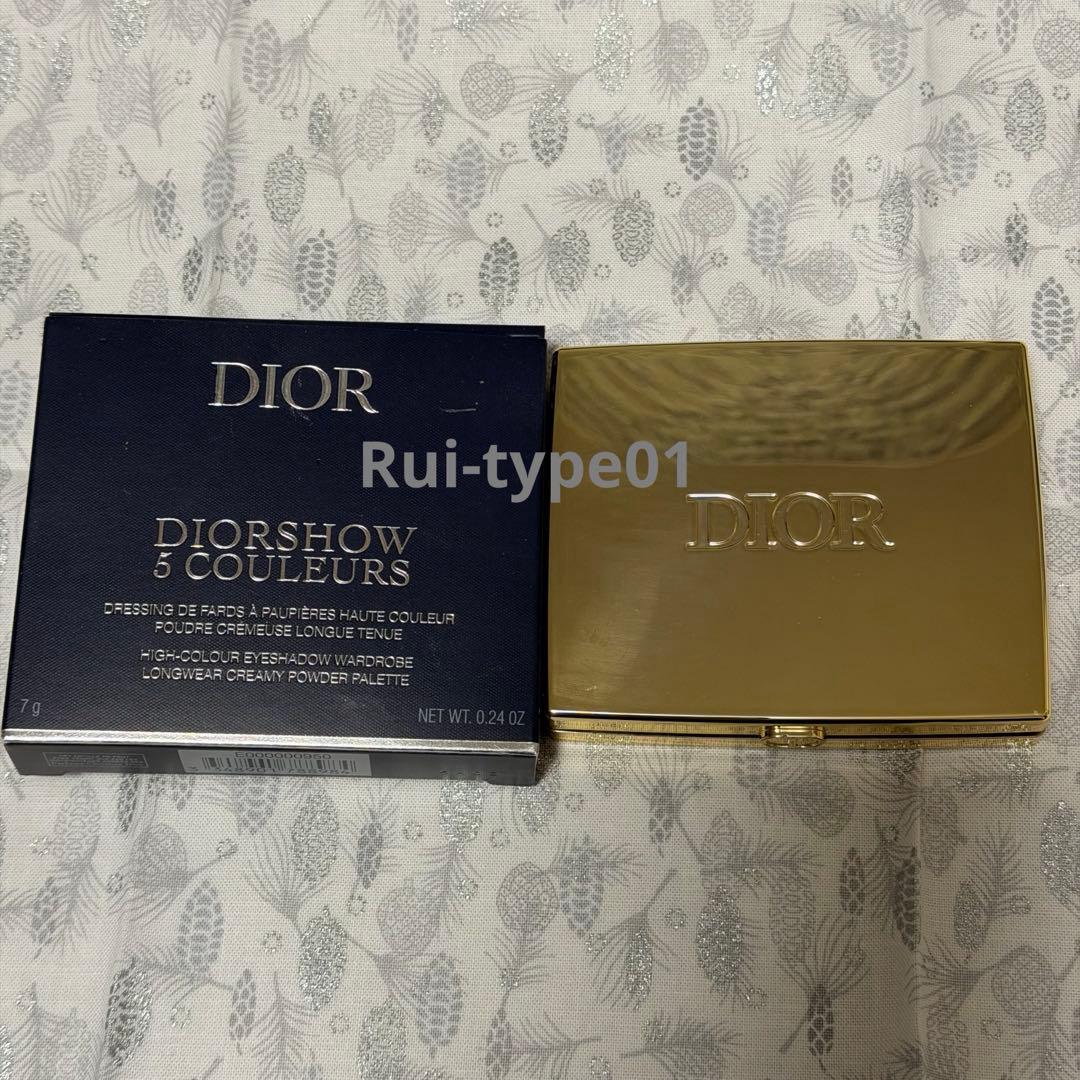 DIOR
Rui-type01
DIORSHOW
5 COULEURS
DRESSING DE FARDS À PAUPIÈRES HAUTE COULEUR
POUDRE CRÉMEUSE LONGUE TENUE
HIGH-COLOUR EYESHADOW WARDROBE
LONGWEAR CREAMY POWDER PALETTE
7 g
NET WT. 0.24 OZ
E000000950
DIOR